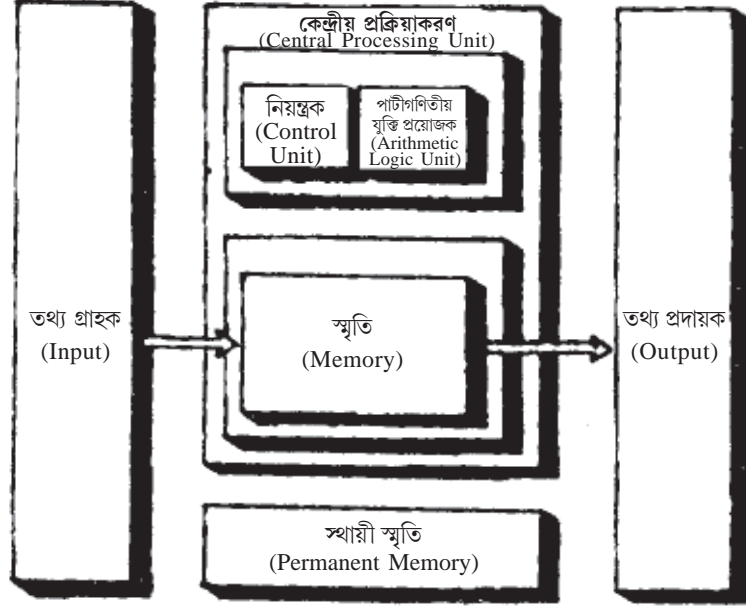 কেন্দ্রীয় প্রক্রিয়াকরণ
(Central Processing Unit)
নিয়ন্ত্রক
(Control
Unit)
পাটীগণিতীয়
যুক্তি প্রয়োজক
(Arithmetic
Logic Unit)
তথ্য গ্রাহক
(Input)
স্মৃতি
(Memory)
তথ্য প্রদায়ক
(Output)
স্থায়ী স্মৃতি
(Permanent Memory)